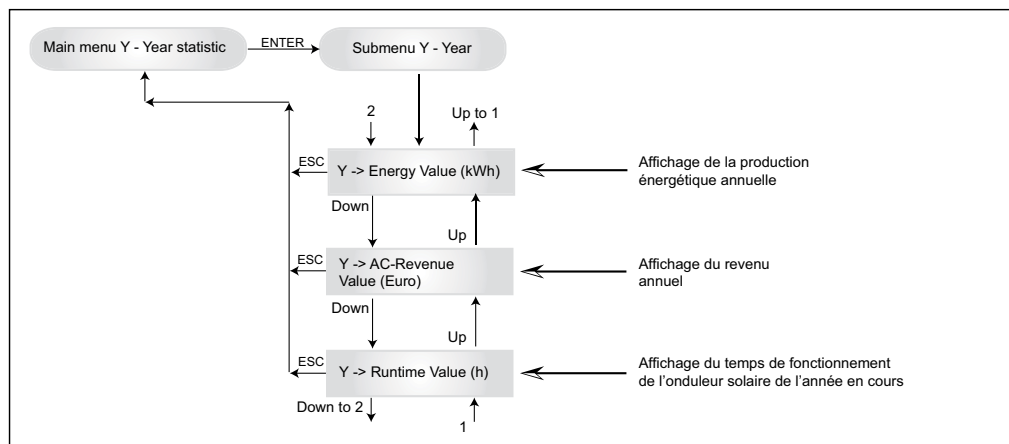 Main menu Y - Year statistic
ENTER
Submenu Y - Year
2
Up to 1
ESC
Y -> Energy Value (kWh)
Affichage de la production
énergétique annuelle
Down
Up
ESC
Y -> AC-Revenue
Value (Euro)
Affichage du revenu
annuel
Down
Up
ESC
Y -> Runtime Value (h)
Affichage du temps de fonctionnement
de l’onduleur solaire de l’année en cours
Down to 2
1